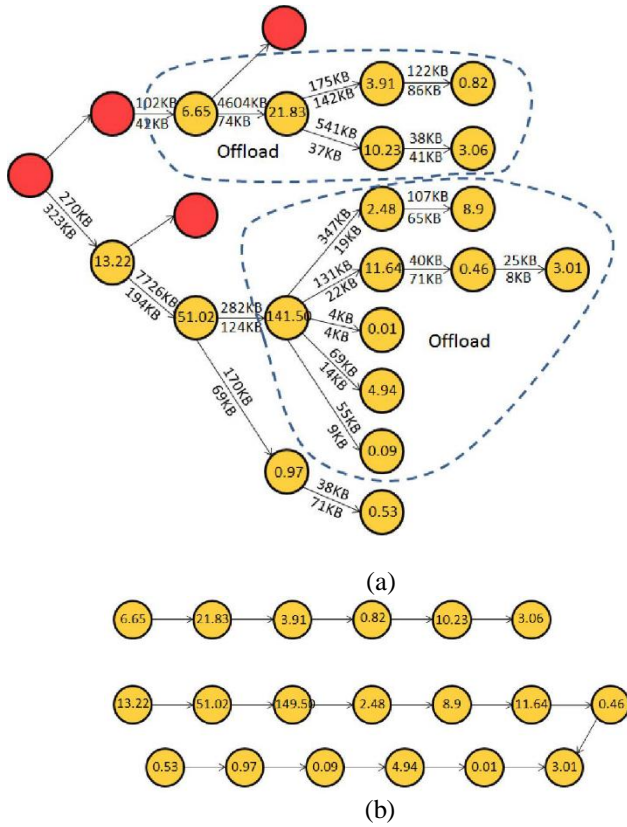 102KB
42KB
6.65
4604KB
74KB
21.83
175KB
142KB
3.91
122KB
86KB
0.82
Offload
541KB
37KB
10.23
38KB
41KB
3.06
270KB
323KB
13.22
7726KB
194KB
51.02
282KB
124KB
141.50
347KB
19KB
2.48
107KB
65KB
8.9
131KB
22KB
11.64
40KB
71KB
0.46
25KB
8KB
3.01
4KB
4KB
0.01
Offload
69KB
14KB
4.94
55KB
9KB
0.09
170KB
69KB
0.97
38KB
71KB
0.53
(a)
6.65 21.83 3.91 0.82 10.23 3.06
13.22 51.02 149.50 2.48 8.9 11.64 0.46
0.53 0.97 0.09 4.94 0.01 3.01
(b)